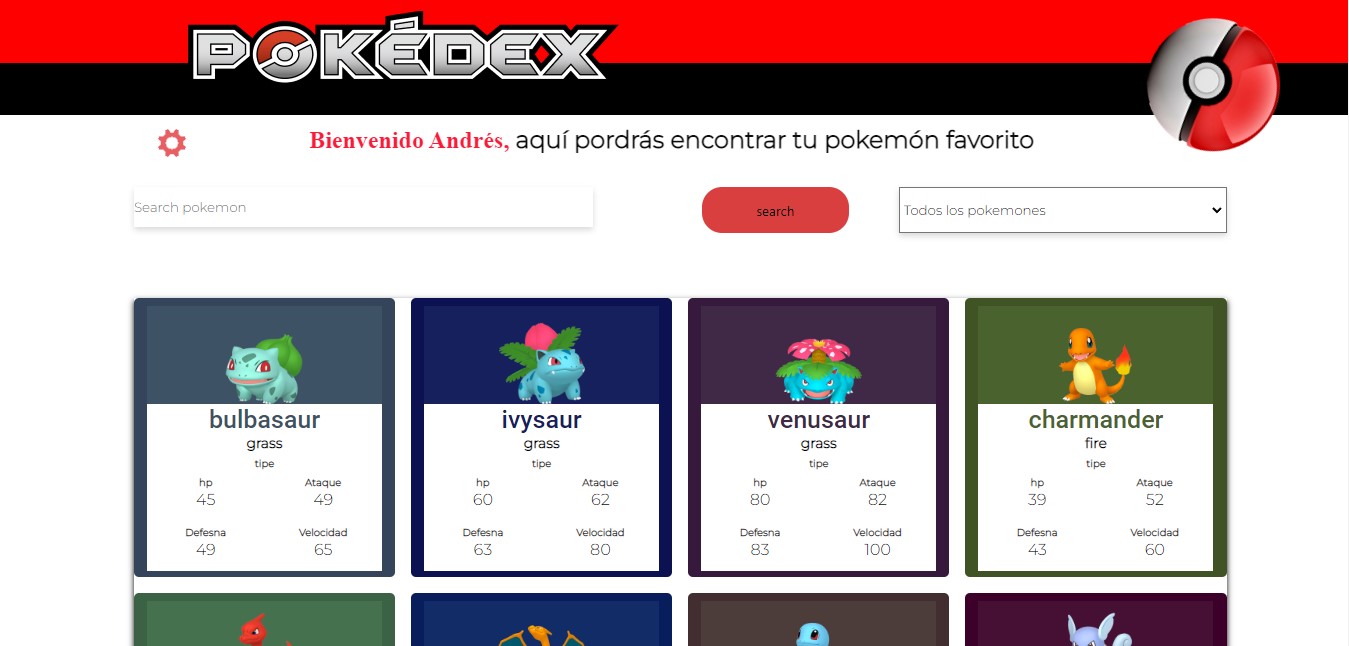 POKÉDEX
Bienvenido Andrés, aquí pordrás encontrar tu pokemón favorito
Search pokemon
search
Todos los pokemones
bulbasaur
grass
tipe
hp
Ataque
45
49
Defesna
Velocidad
49
65
ivysaur
grass
tipe
hp
Ataque
60
62
Defesna
Velocidad
63
80
venusaur
grass
tipe
hp
Ataque
80
82
Defesna
Velocidad
83
100
charmander
fire
tipe
hp
Ataque
39
52
Defesna
Velocidad
43
60